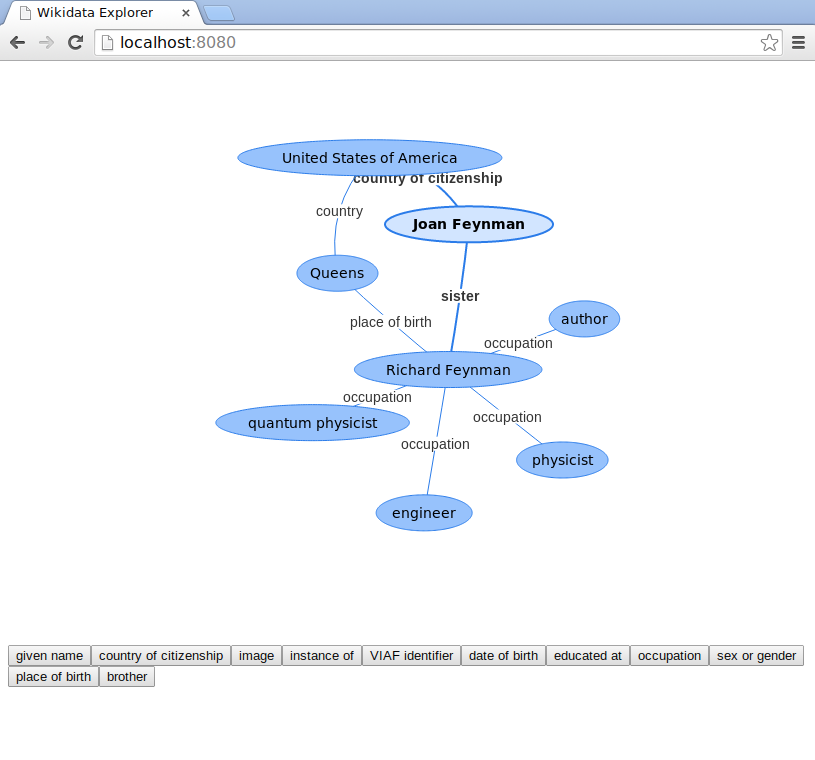 Wikidata Explorer
localhost:8080
United States of America
country of citizenship
country
Joan Feynman
Queens
sister
place of birth
author
occupation
Richard Feynman
occupation
quantum physicist
occupation
occupation
physicist
engineer
given name country of citizenship image instance of VIAF identifier date of birth educated at occupation sex or gender
place of birth brother